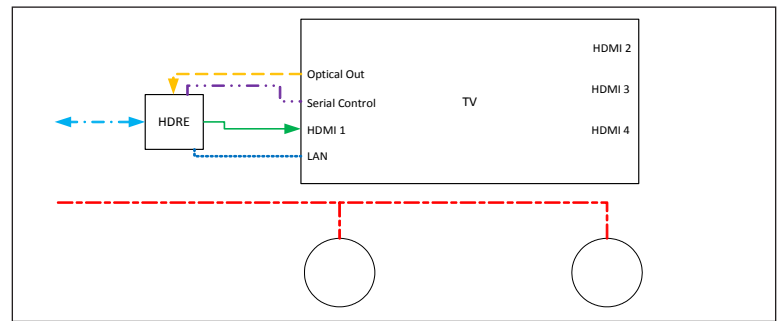 HDMI 2
Optical Out
HDMI 3
Serial Control
TV
HDRE
HDMI 1
HDMI 4
LAN